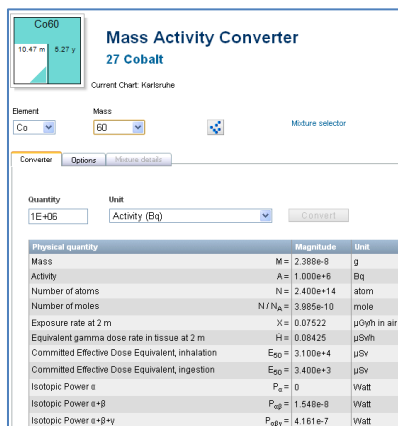 Co60
10.47 m 5.27 y
Mass Activity Converter
27 Cobalt
Current Chart: Karlsruhe
Element Mass
Co 60 Mixture selector
Converter Options Mixture details
Quantity Unit
1E+06 Activity (Bq) Convert
Physical quantity Magnitude Unit
Mass M = 2.388e-8 g
Activity A = 1.000e+6 Bq
Number of atoms N = 2.400e+14 atom
Number of moles N / NA = 3.985e-10 mole
Exposure rate at 2 m X = 0.07522 µGy/h in air
Equivalent gamma dose rate in tissue at 2 m Ḣ = 0.08425 µSv/h
Committed Effective Dose Equivalent, inhalation E50 = 3.100e+4 µSv
Committed Effective Dose Equivalent, ingestion E50 = 3.400e+3 µSv
Isotopic Power α Pα = 0 Watt
Isotopic Power α+β Pαβ = 1.548e-8 Watt
Isotopic Power α+β+γ Pαβγ = 4.161e-7 Watt